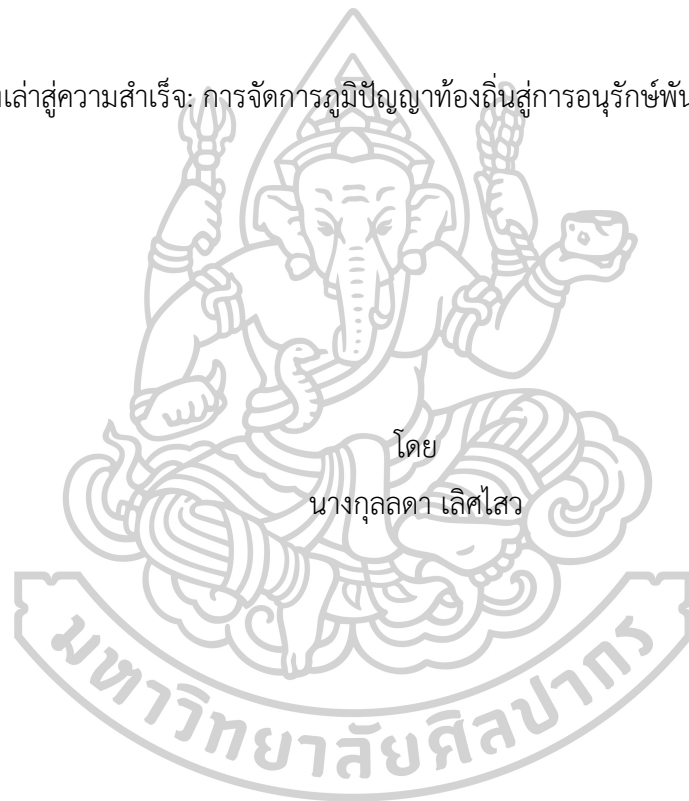 เล่าสู่ความสำเร็จ: การจัดการภูมิปัญญาท้องถิ่นสู่การอนุรักษ์พัน
โดย
นางกุลลดา เลิศไสว
มหาวิทยาลัยศิลปากร